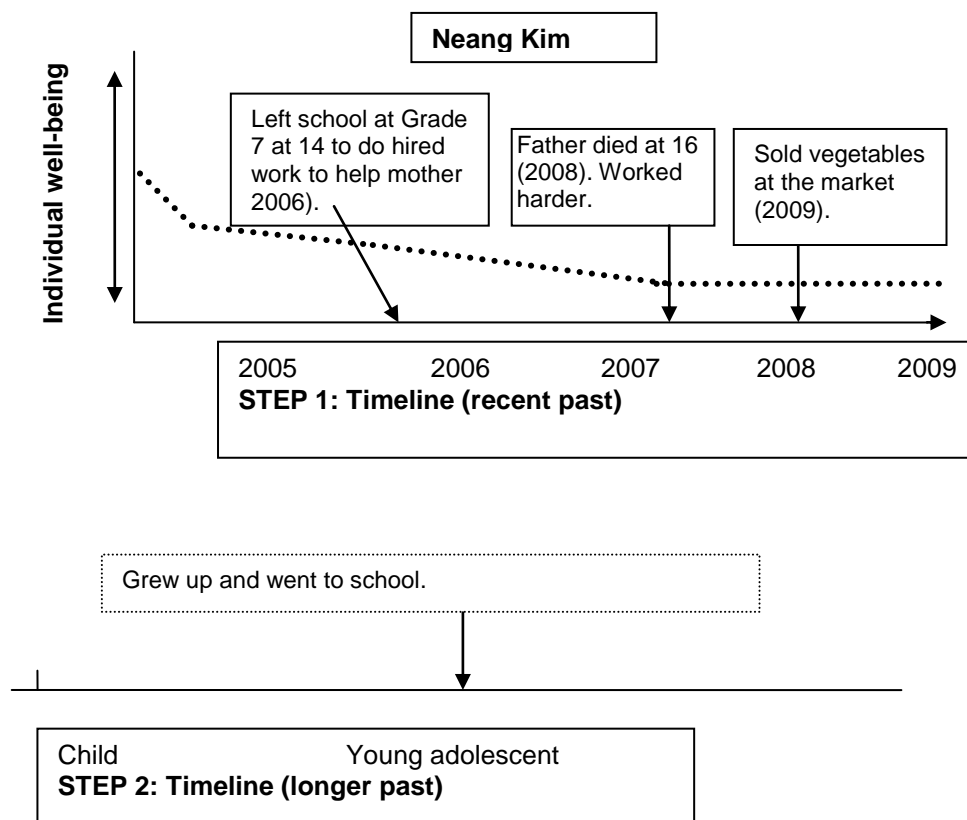 Neang Kim
Individual well-being
Left school at Grade
7 at 14 to do hired
work to help mother
2006).
Father died at 16
(2008). Worked
harder.
Sold vegetables
at the market
(2009).
2005 2006 2007 2008 2009
STEP 1: Timeline (recent past)
Grew up and went to school.
Child Young adolescent
STEP 2: Timeline (longer past)